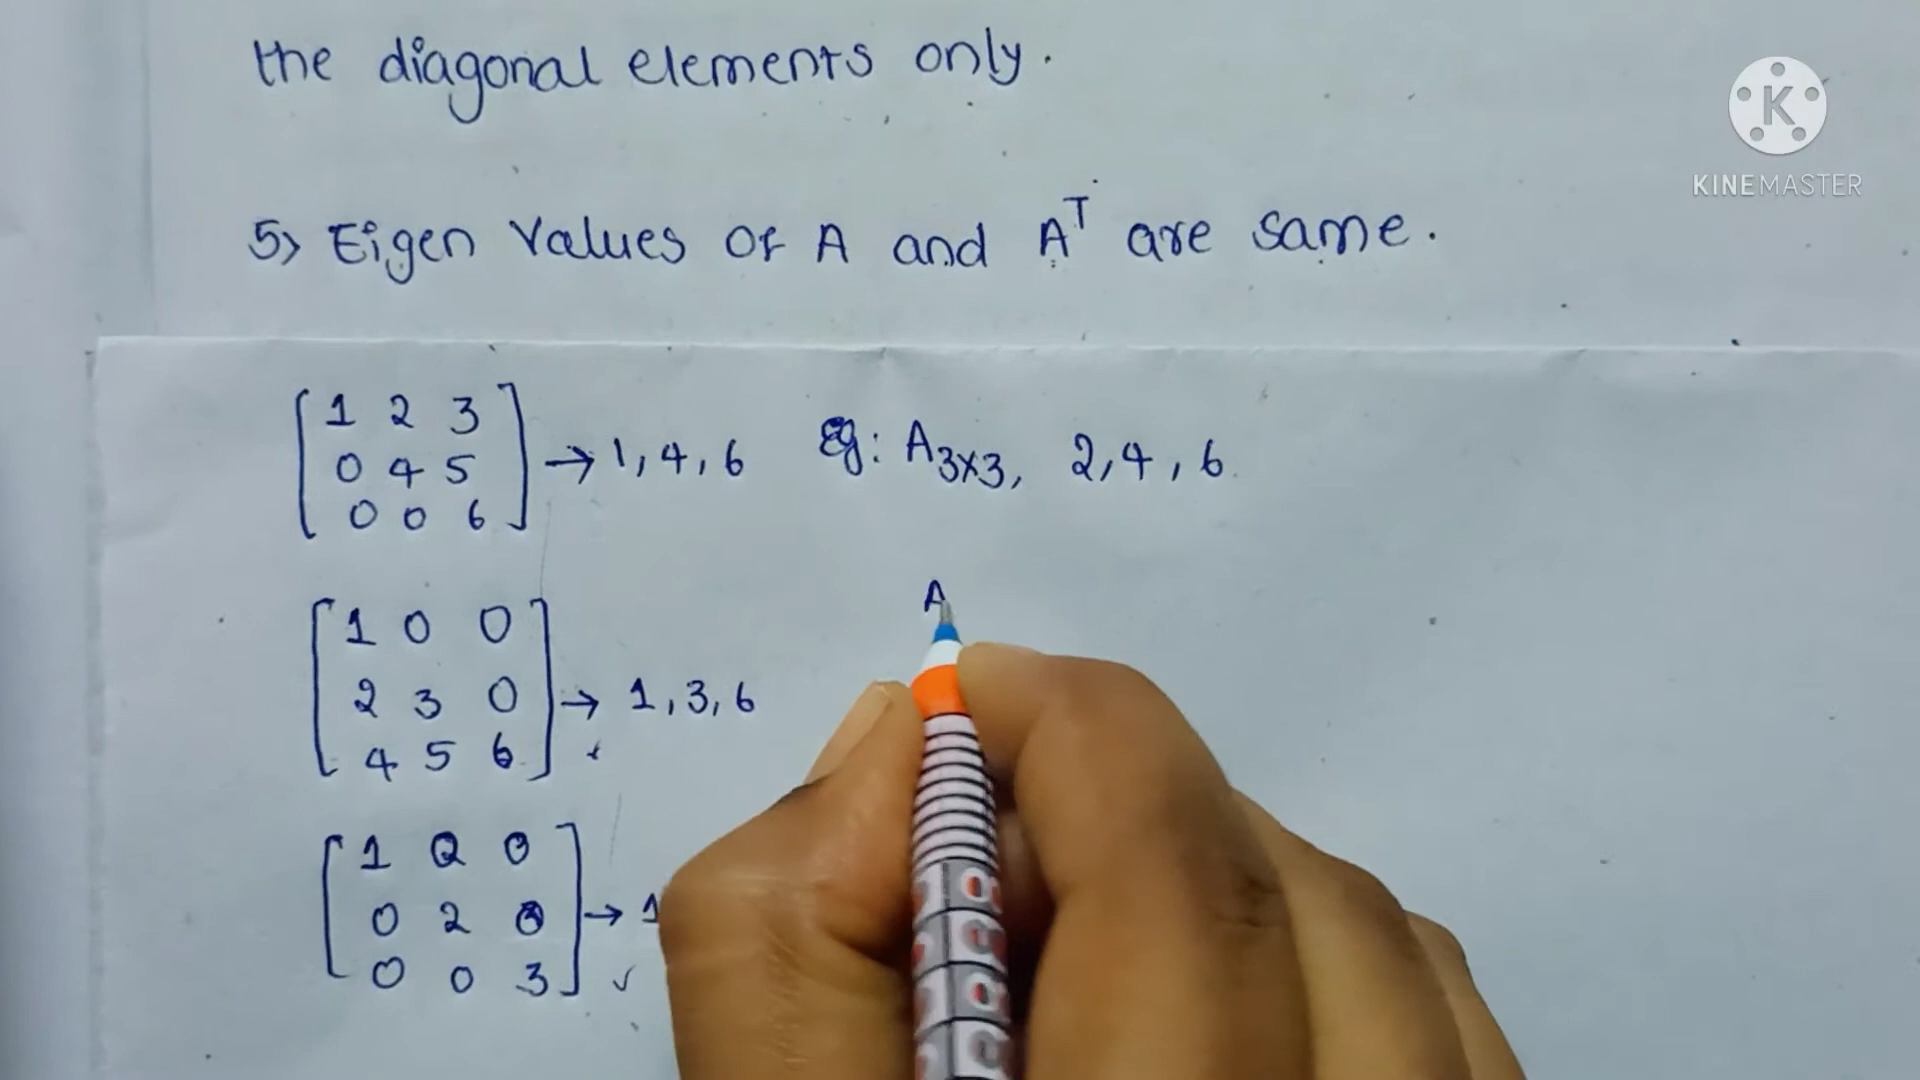 the diagonal elements only.
K
KINEMASTER
5) Eigen Values Of A and A^T are same.
[1 2 3
0 4 5
0 0 6] → 1, 4, 6
Eg: A3×3, 2, 4, 6
A
[1 0 0
2 3 0
4 5 6] → 1, 3, 6
[1 0 0
0 2 0
0 0 3] → 1